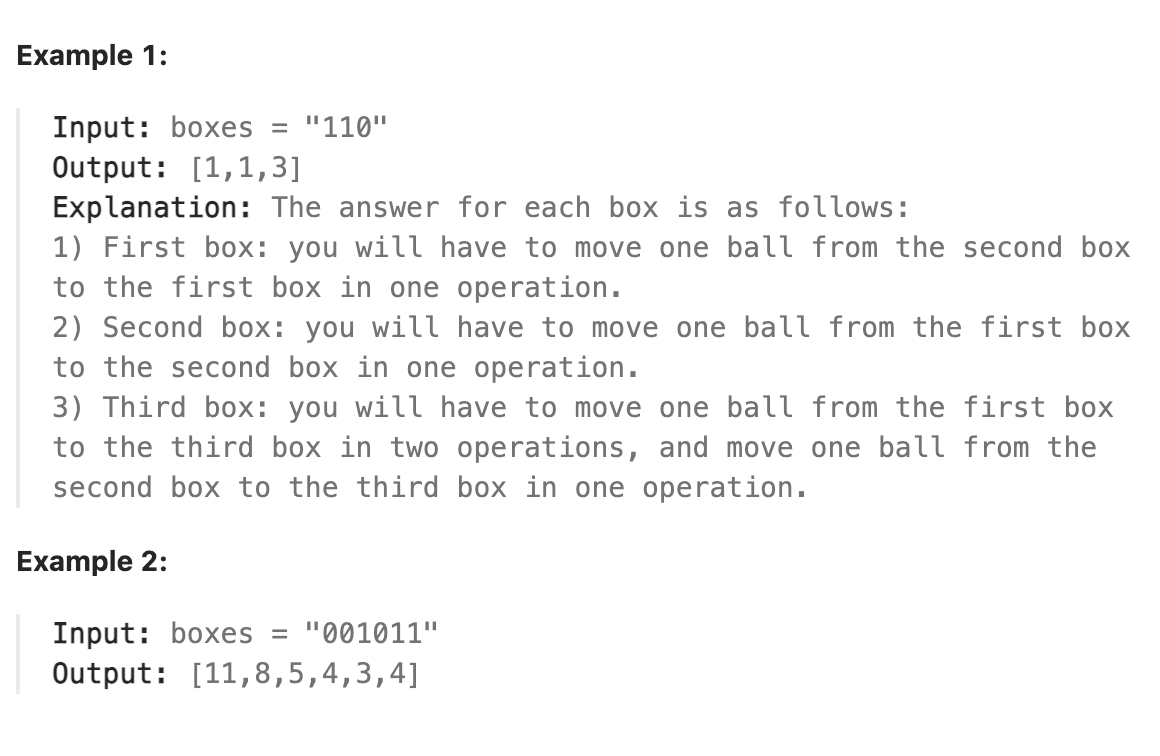 Example 1:
Input: boxes = "110"
Output: [1,1,3]
Explanation: The answer for each box is as follows:
1) First box: you will have to move one ball from the second box
to the first box in one operation.
2) Second box: you will have to move one ball from the first box
to the second box in one operation.
3) Third box: you will have to move one ball from the first box
to the third box in two operations, and move one ball from the
second box to the third box in one operation.
Example 2:
Input: boxes = "001011"
Output: [11,8,5,4,3,4]